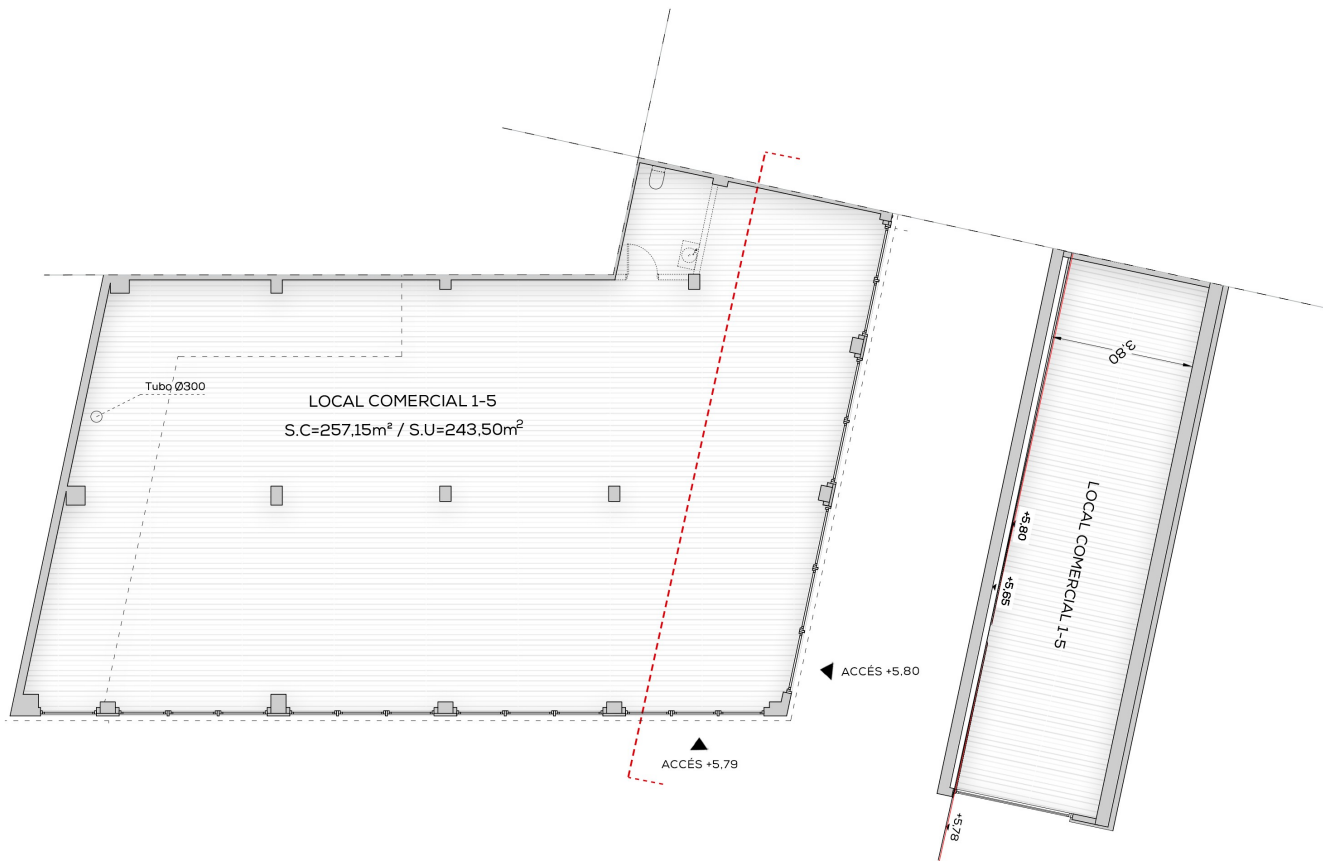 Tubo Ø300
LOCAL COMERCIAL 1-5
S.C=257,15m² / S.U=243,50m²
ACCÉS +5,80
ACCÉS +5,79
3,80
LOCAL COMERCIAL 1-5
+5,80
+5,65
+5,78